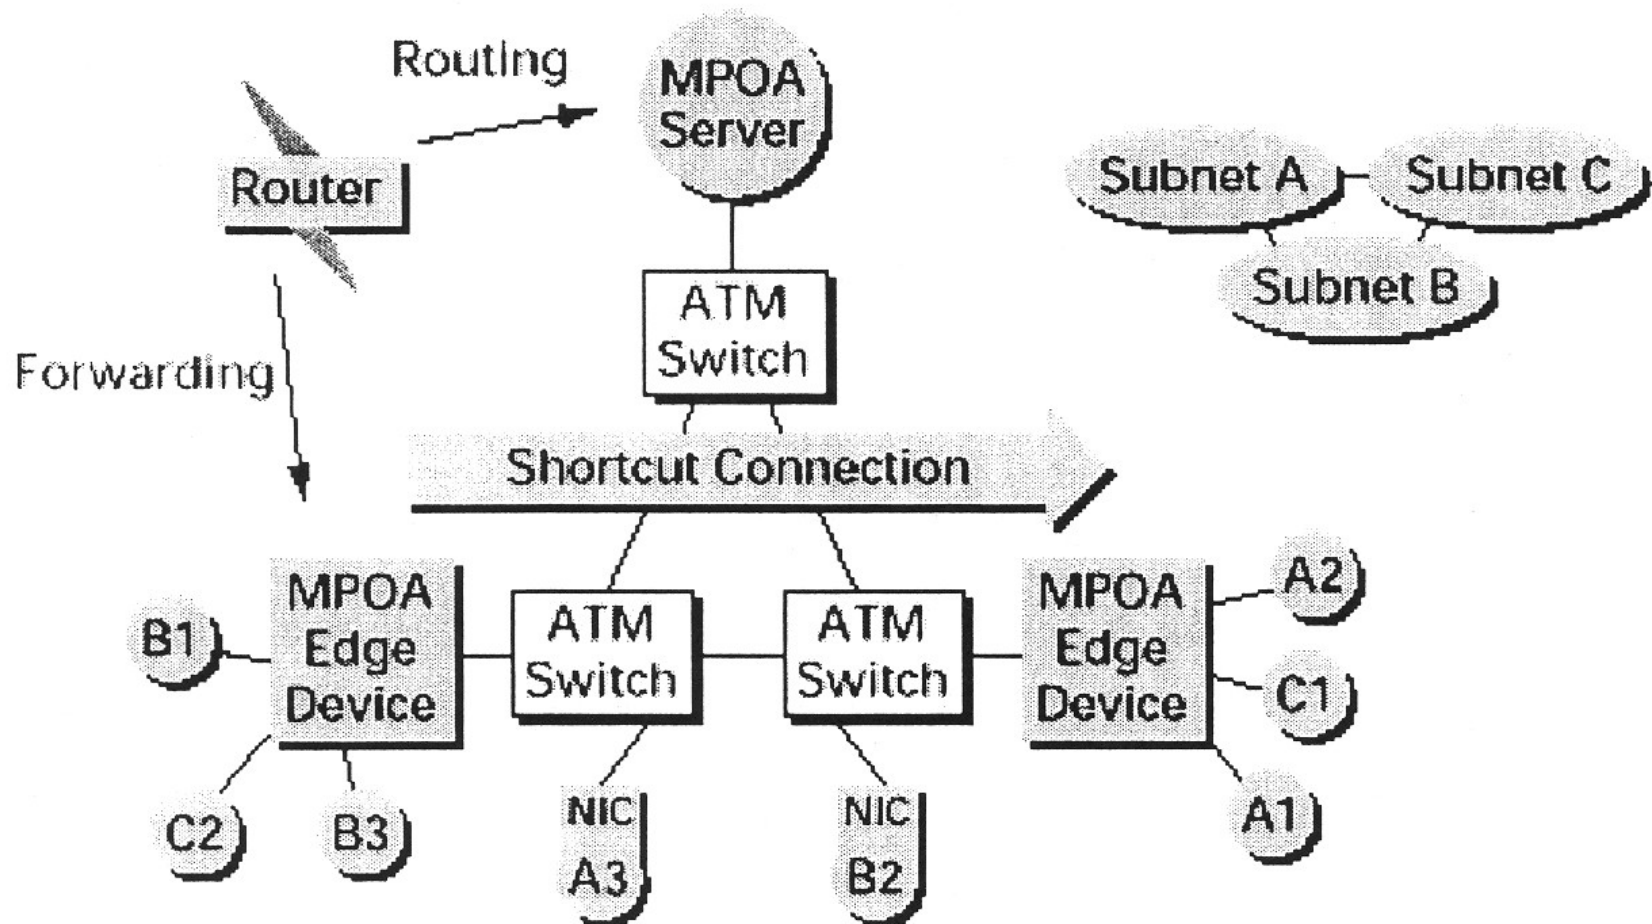 Routing
MPOA
Server
Router
Subnet A
Subnet C
Subnet B
ATM
Switch
Forwarding
Shortcut Connection
MPOA
Edge
Device
ATM
Switch
ATM
Switch
MPOA
Edge
Device
A2
B1
C1
C2
B3
NIC
A3
NIC
B2
A1